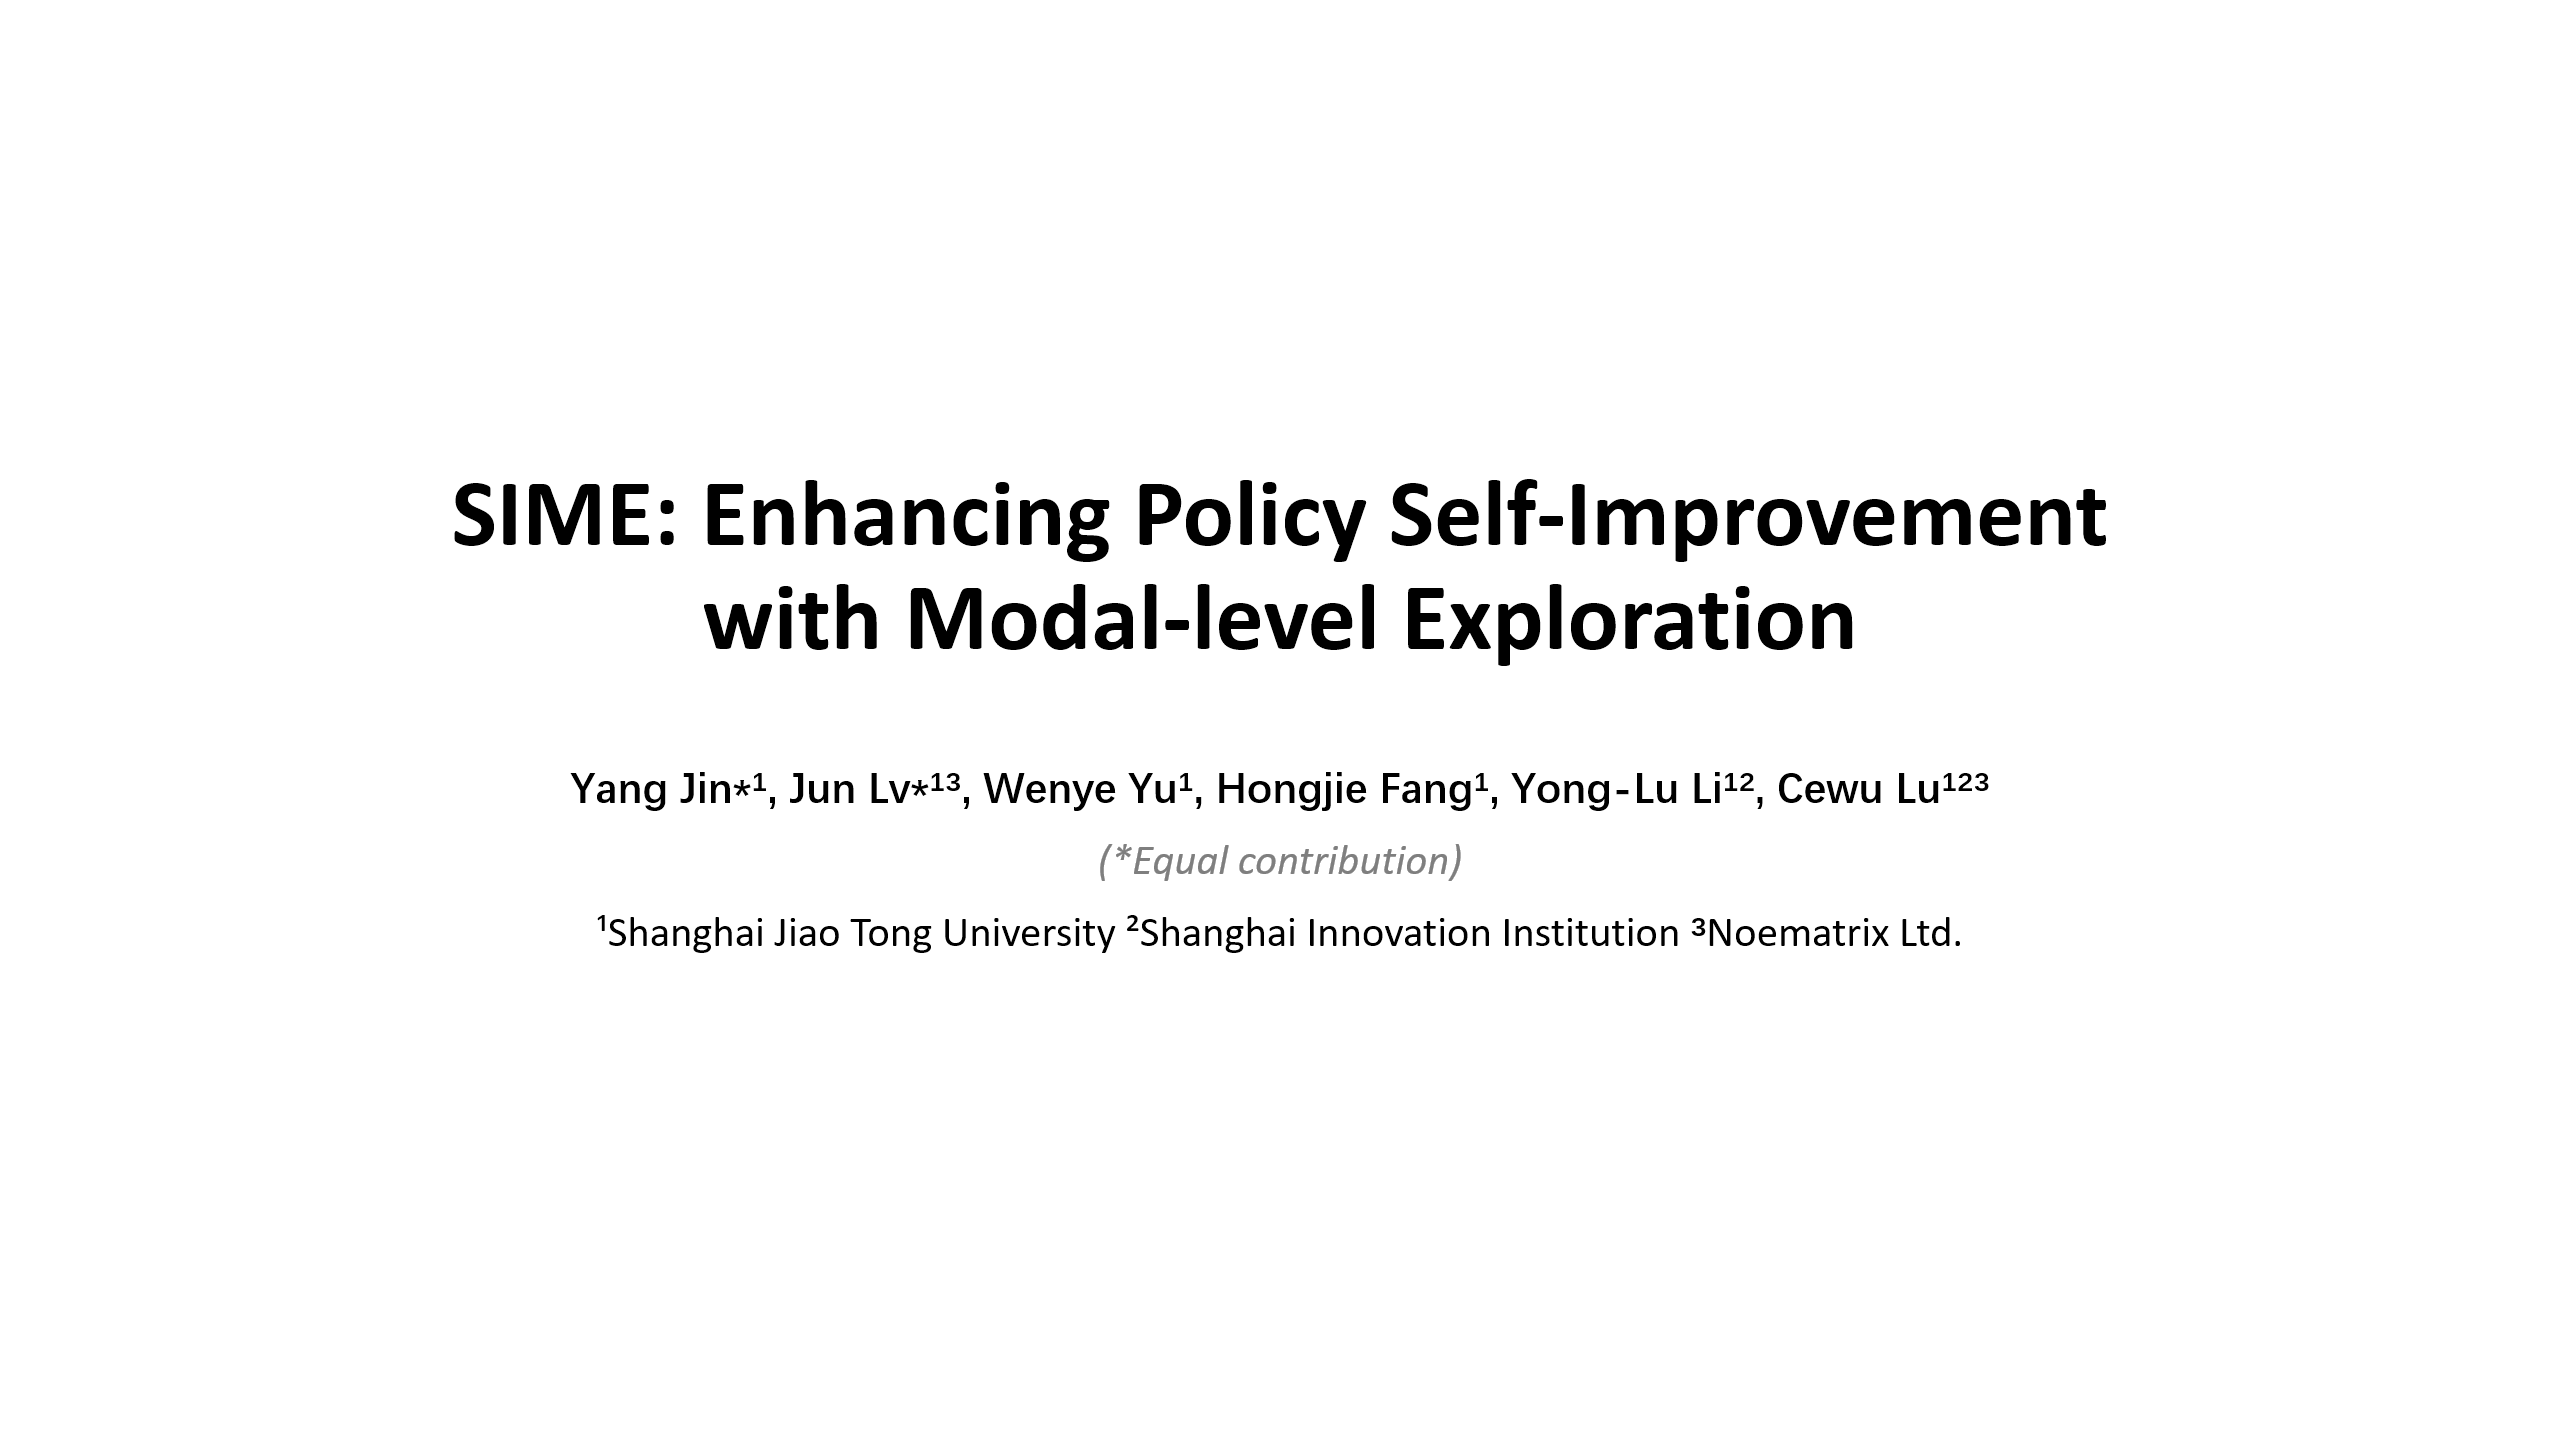 SIME: Enhancing Policy Self-Improvement
with Modal-level Exploration
Yang Jin*¹, Jun Lv*¹³, Wenye Yu¹, Hongjie Fang¹, Yong-Lu Li¹², Cewu Lu¹²³
(*Equal contribution)
¹Shanghai Jiao Tong University ²Shanghai Innovation Institution ³Noematrix Ltd.